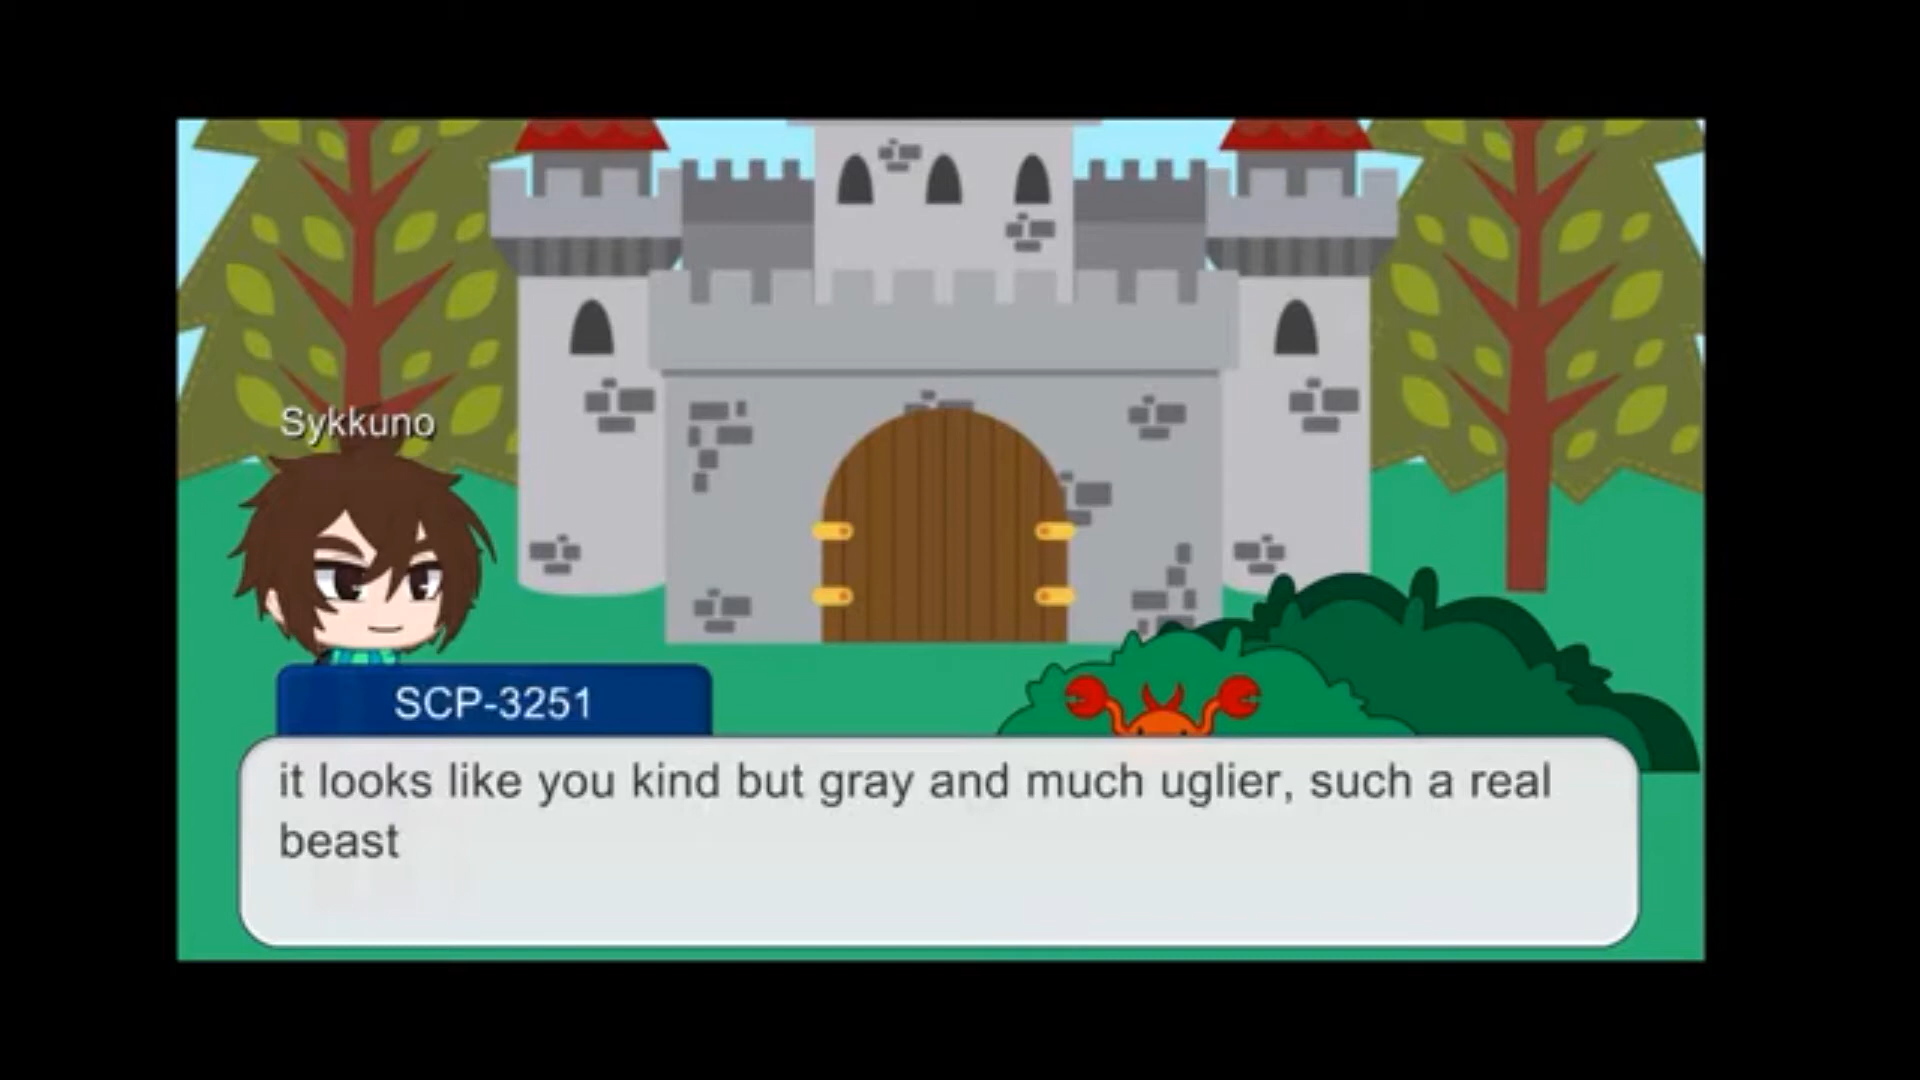 Sykkuno
SCP-3251
it looks like you kind but gray and much uglier, such a real
beast